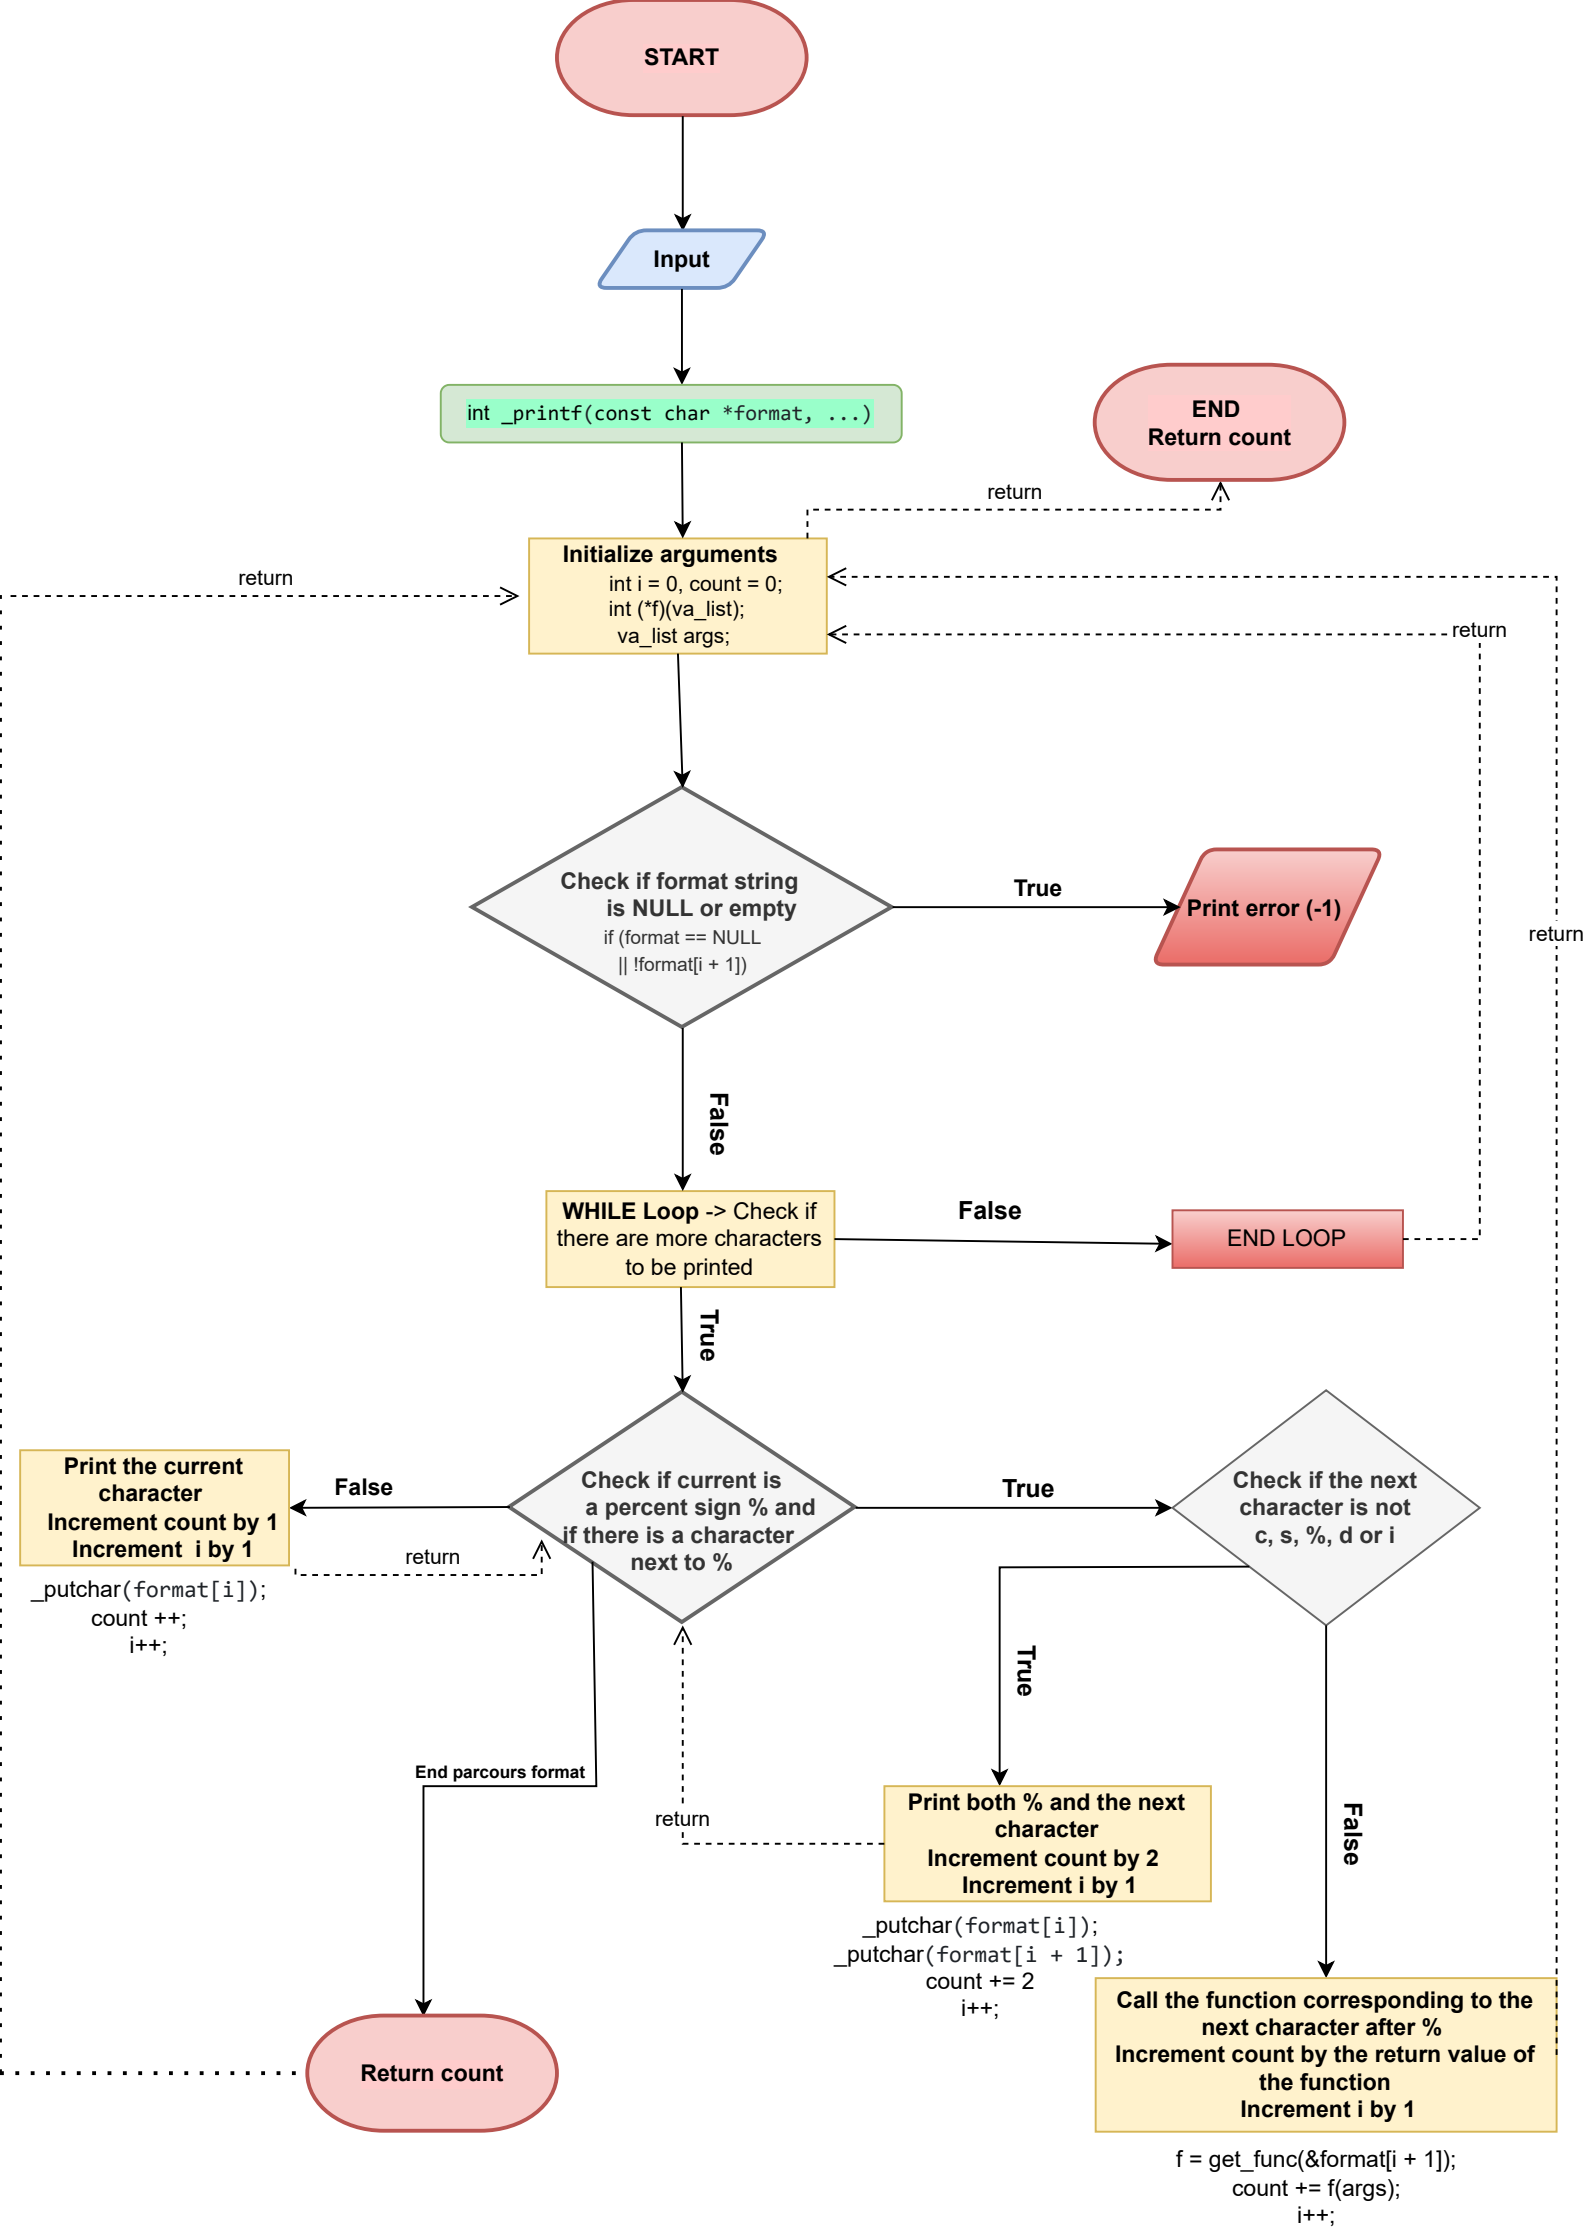 START
Input
int _printf(const char *format, ...)
END
Return count
return
Initialize arguments
int i = 0, count = 0;
int (*f)(va_list);
va_list args;
return
return
Check if format string
is NULL or empty
if (format == NULL
|| !format[i + 1])
True
Print error (-1)
return
False
WHILE Loop -> Check if
there are more characters
to be printed
False
END LOOP
True
Print the current
character
Increment count by 1
Increment i by 1
_putchar(format[i]);
count ++;
i++;
False
return
Check if current is
a percent sign % and
if there is a character
next to %
True
Check if the next
character is not
c, s, %, d or i
True
End parcours format
return
Print both % and the next
character
Increment count by 2
Increment i by 1
_putchar(format[i]);
_putchar(format[i + 1]);
count += 2
i++;
False
Return count
Call the function corresponding to the
next character after %
Increment count by the return value of
the function
Increment i by 1
f = get_func(&format[i + 1]);
count += f(args);
i++;